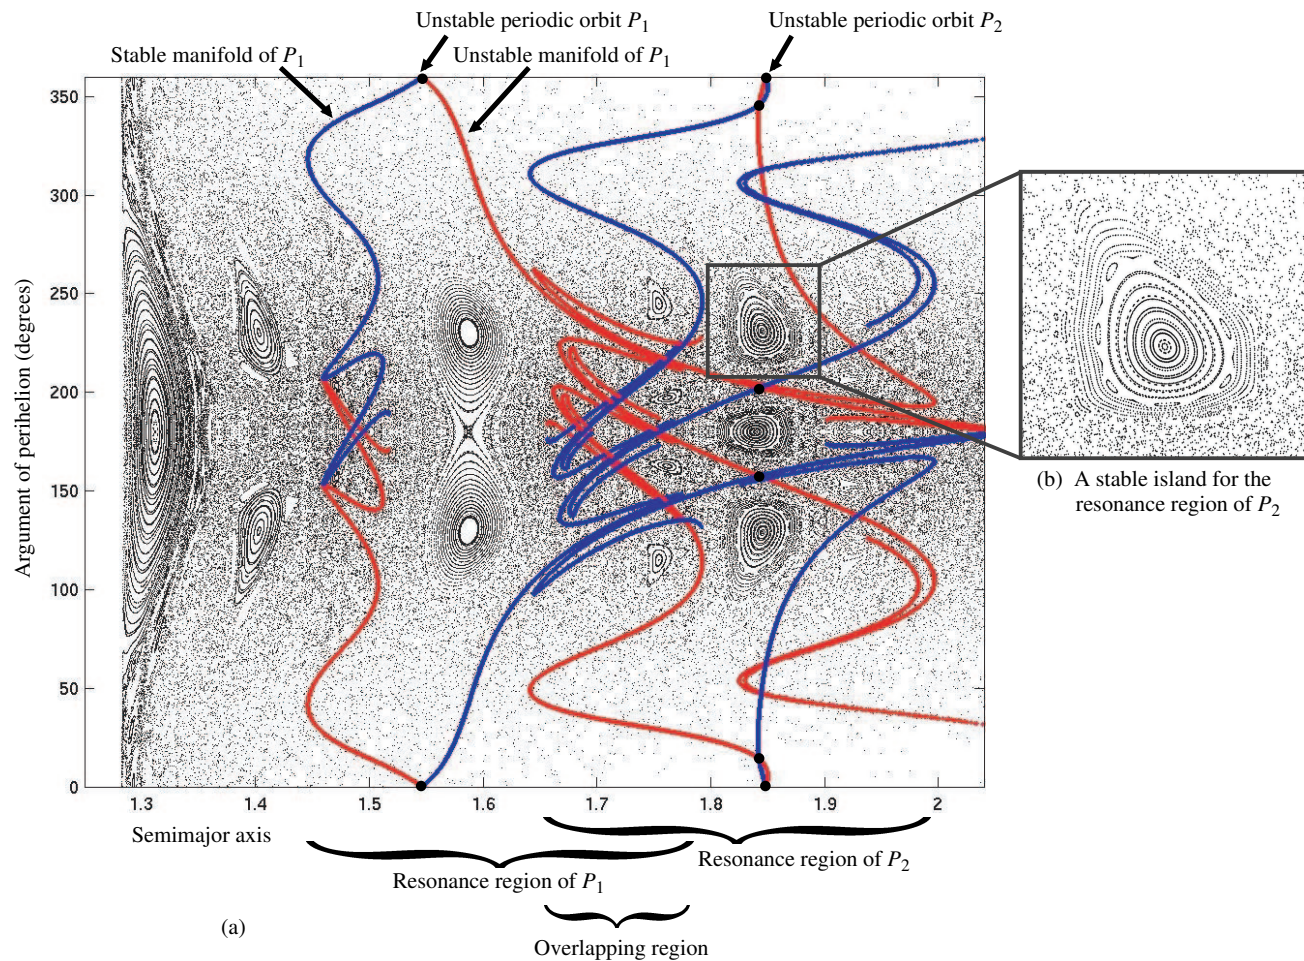 Unstable periodic orbit P1
Unstable periodic orbit P2
Stable manifold of P1
Unstable manifold of P1
350
300
250
200
150
100
50
0
Argument of perihelion (degrees)
1.3 1.4 1.5 1.6 1.7 1.8 1.9 2
Semimajor axis
(b) A stable island for the
resonance region of P2
Resonance region of P2
Resonance region of P1
(a)
Overlapping region